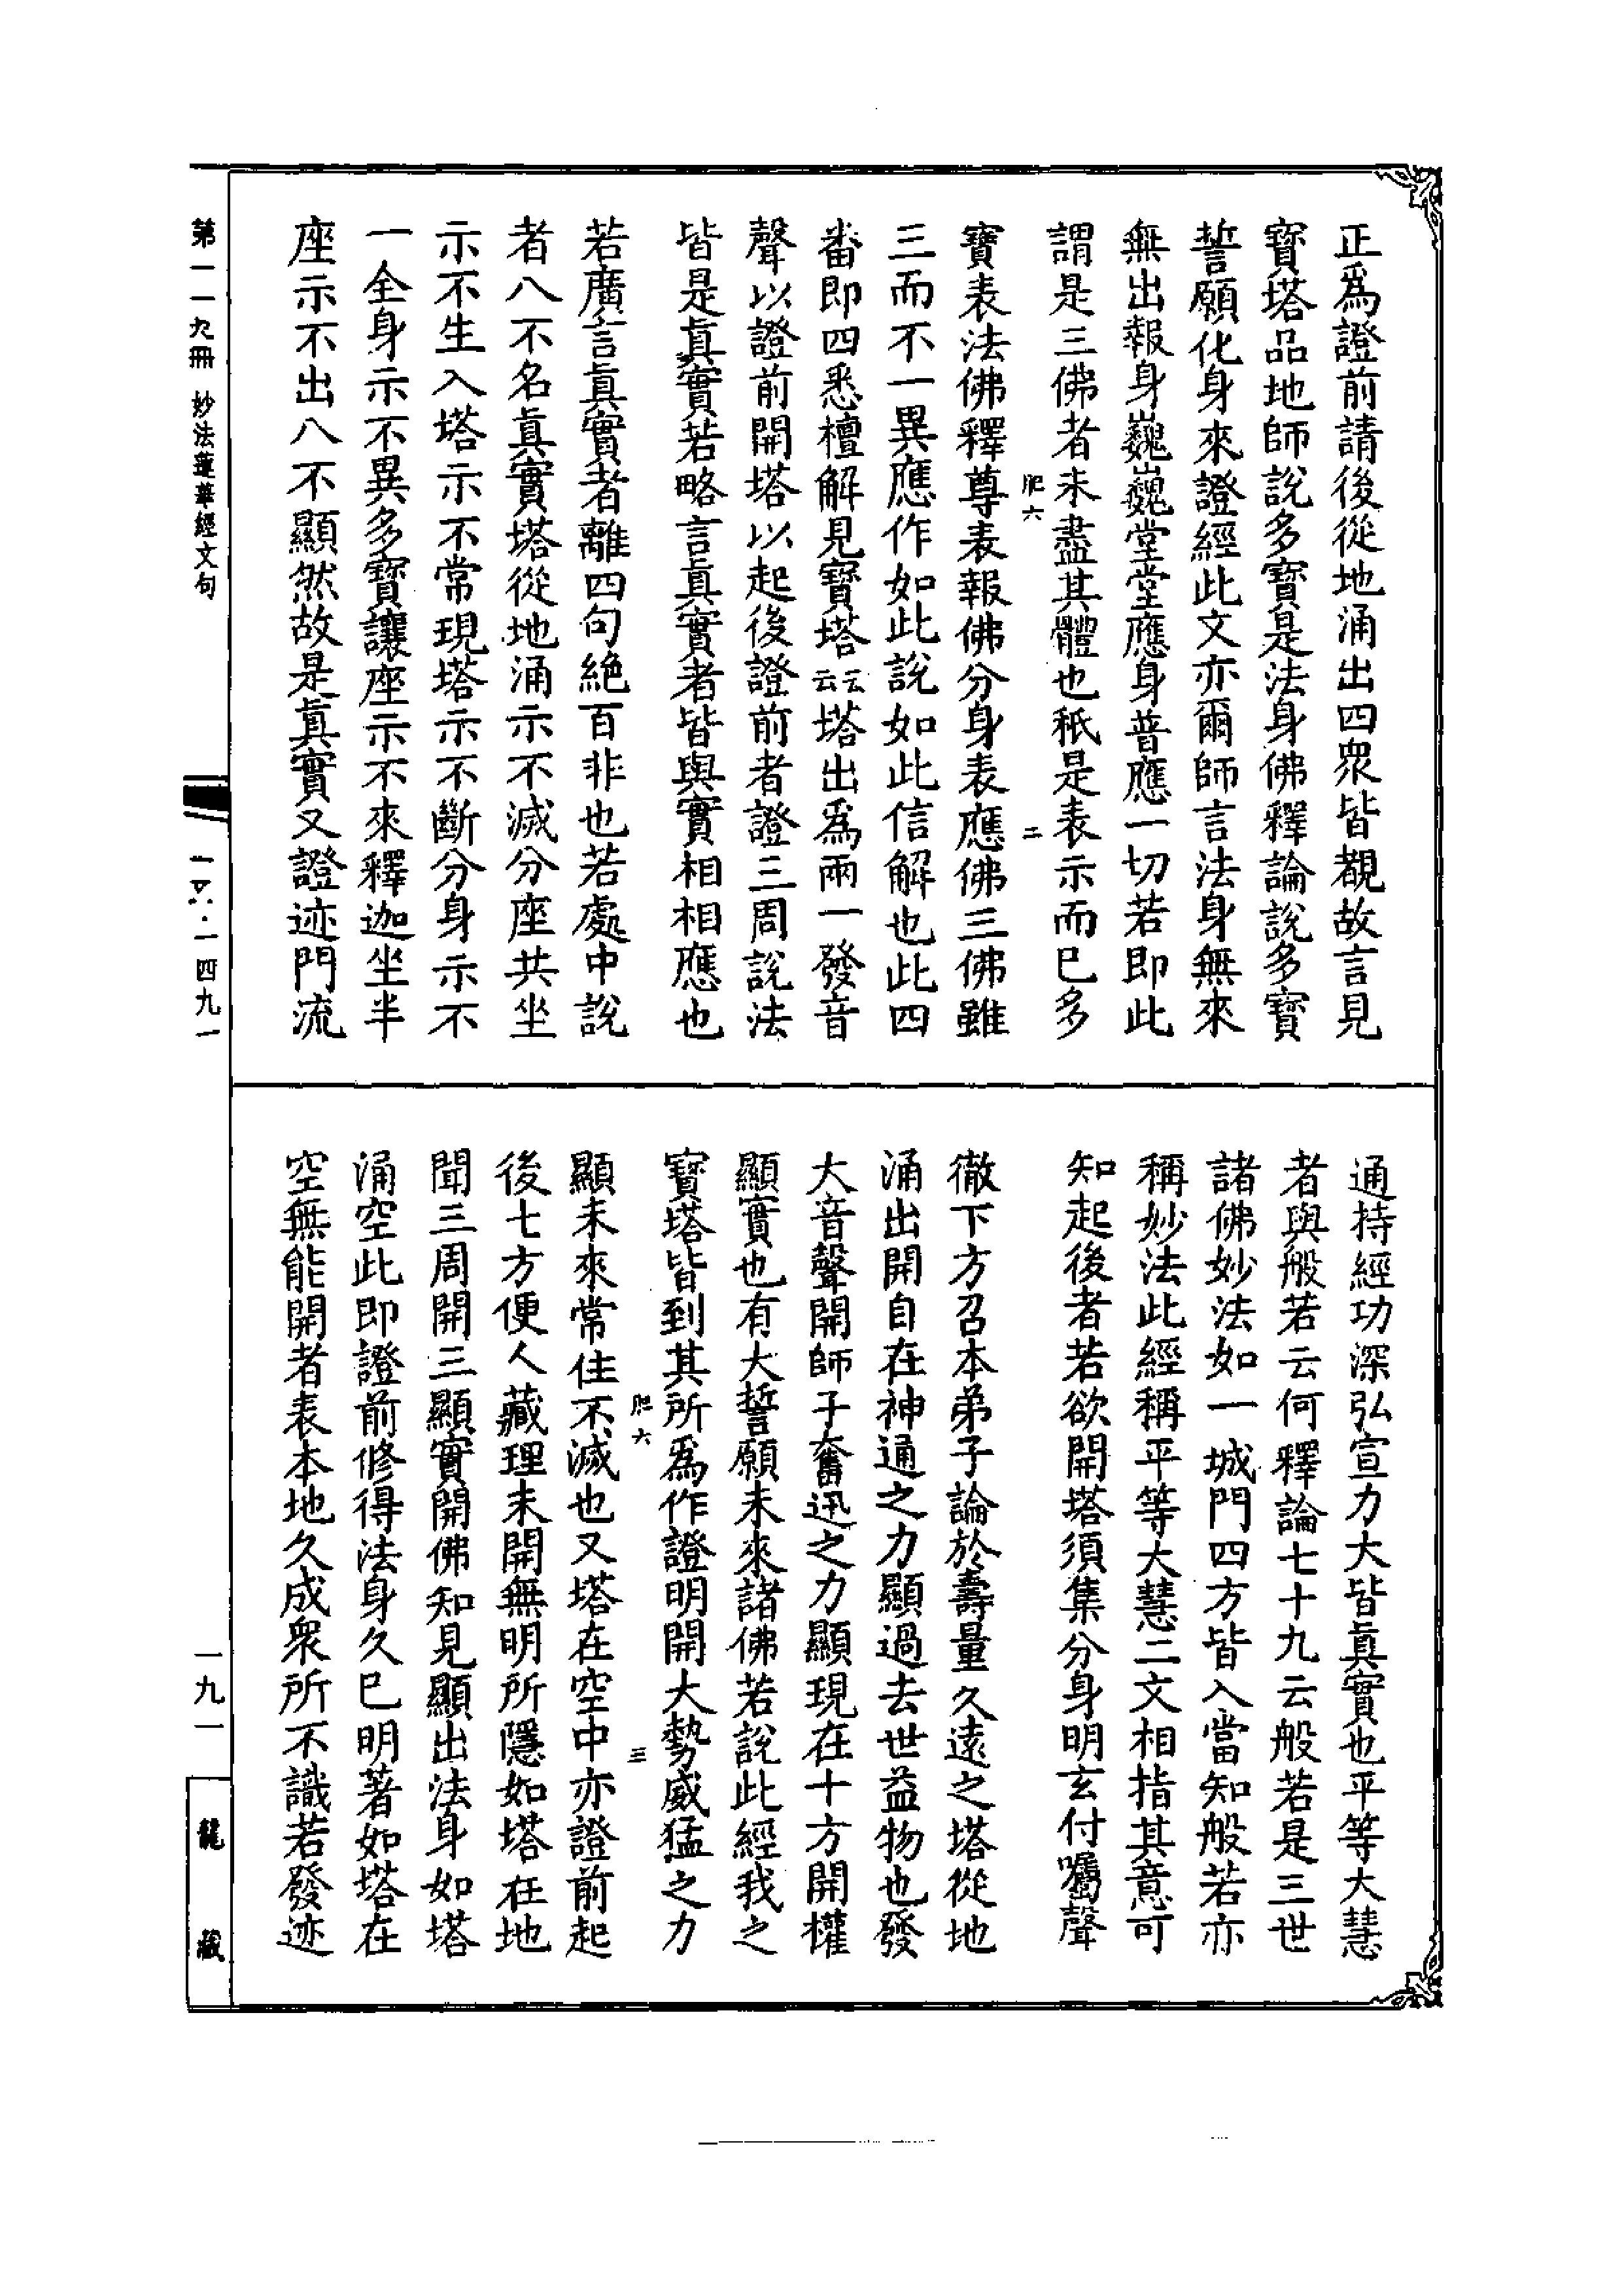 正爲證前請後從地涌出四衆皆覩故言見
寶塔品地師說多寶是法身佛釋論說多寶
誓願化身來證經此文亦爾師言法身無來
無出報身巍巍堂堂應身普應一切若即此
謂是三佛者未盡其體也秖是表示而已多
肥六
二
寶表法佛釋尊表報佛分身表應佛三佛雖
三而不一異應作如此說如此信解也此四
番即四悉檀解見寶塔云云塔出爲兩一發音
聲以證前開塔以起後證前者證三周說法
皆是眞實若略言眞實者皆與實相相應也
若廣言眞實者離四句絶百非也若處中說
者八不名眞實塔從地涌示不滅分座共坐
示不生入塔示不常現塔示不斷分身示不
一全身示不異多寶讓座示不來釋迦坐半
座示不出八不顯然故是眞實又證迹門流
通持經功深弘宣力大皆眞實也平等大慧
者與般若云何釋論七十九云般若是三世
諸佛妙法如一城門四方皆入當知般若亦
稱妙法此經稱平等大慧二文相指其意可
知起後者若欲開塔須集分身明玄付囑聲
徹下方召本弟子論於壽量久遠之塔從地
涌出開自在神通之力顯過去世益物也發
大音聲開師子奮迅之力顯現在十方開權
顯實也有大誓願未來諸佛若說此經我之
寶塔皆到其所爲作證明開大勢威猛之力
肥六
三
顯未來常住不滅也又塔在空中亦證前起
後七方便人藏理未開無明所隱如塔在地
聞三周開三顯實開佛知見顯出法身如塔
涌空此即證前修得法身久已明著如塔在
空無能開者表本地久成衆所不識若發迹
第一一九冊 妙法蓮華經文句
一九一
龍藏